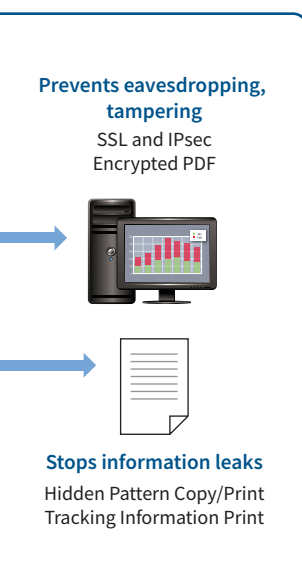 Prevents eavesdropping,
tampering
SSL and IPsec
Encrypted PDF
Stops information leaks
Hidden Pattern Copy/Print
Tracking Information Print